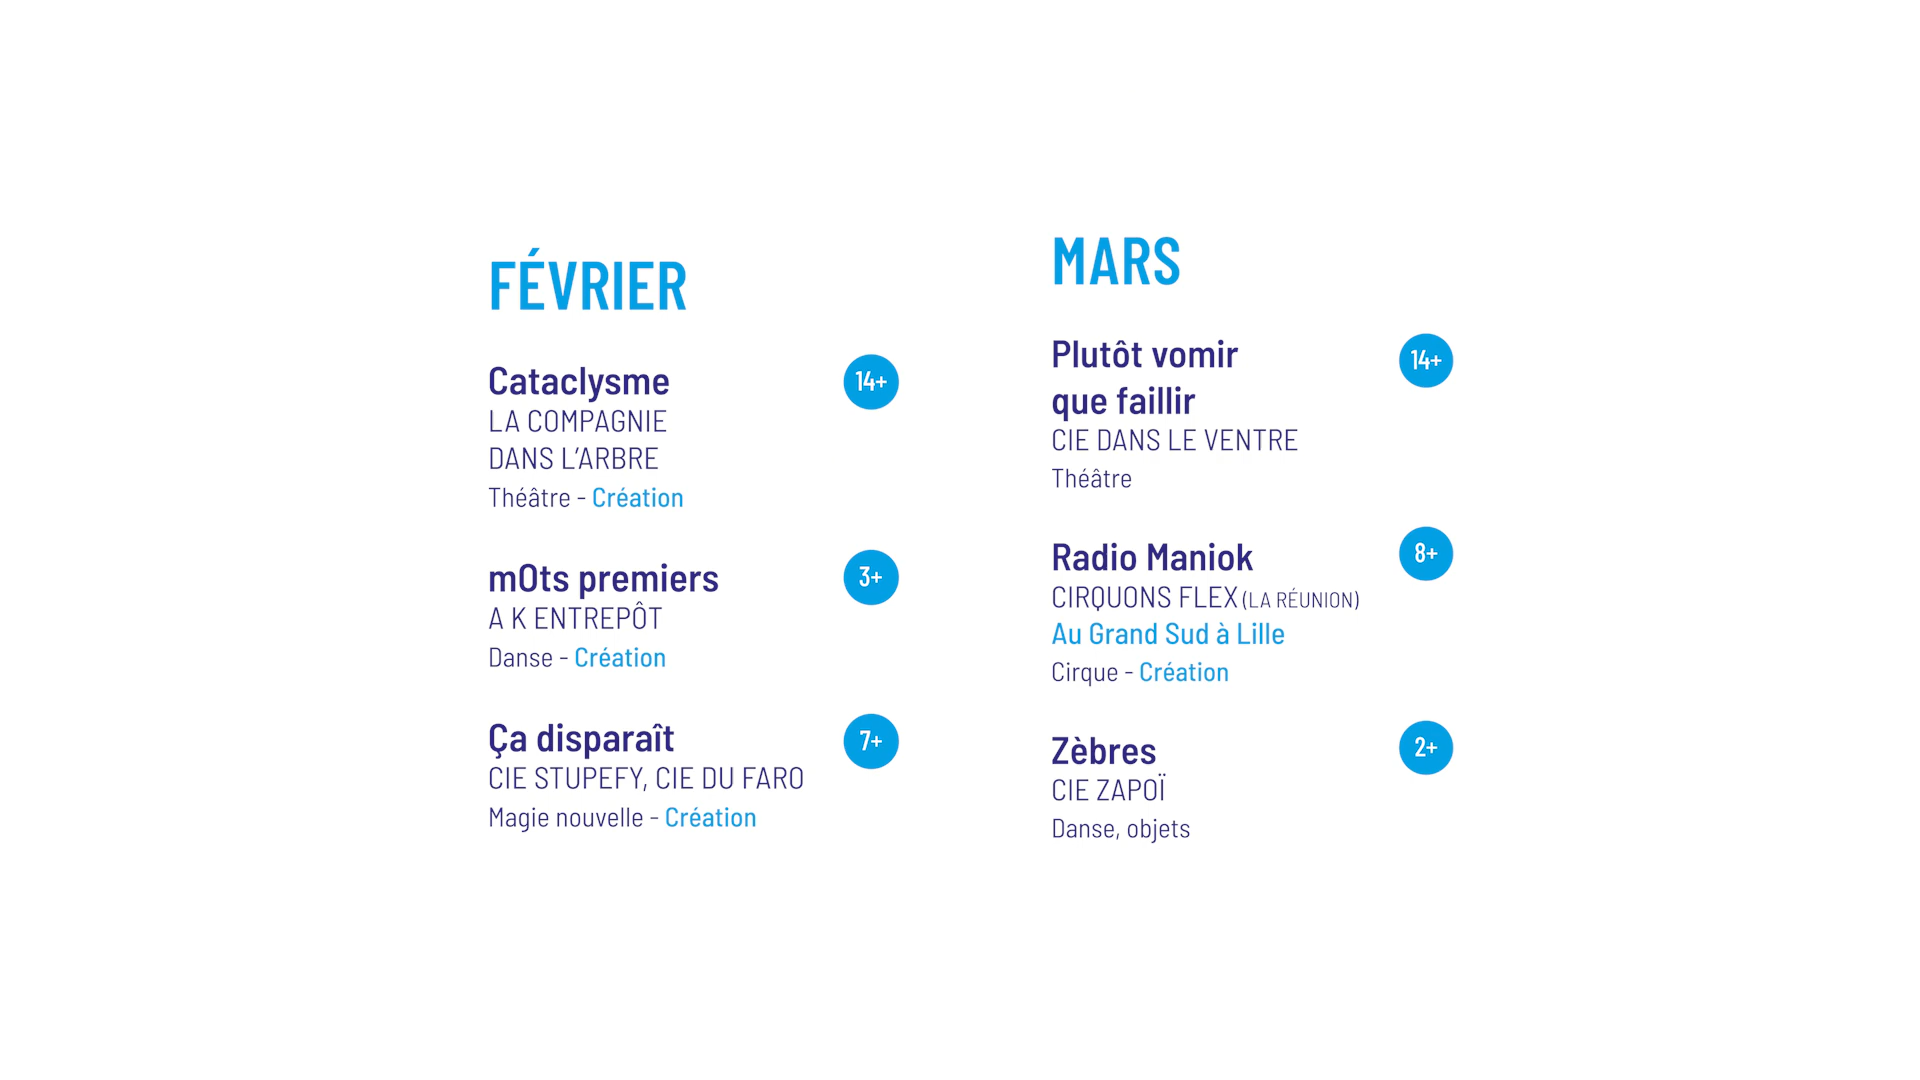 FÉVRIER
Cataclysme
14+
LA COMPAGNIE
DANS L’ARBRE
Théâtre - Création
mOts premiers
3+
A K ENTREPÔT
Danse - Création
Ça disparaît
7+
CIE STUPEFY, CIE DU FARO
Magie nouvelle - Création
MARS
Plutôt vomir
14+
que faillir
CIE DANS LE VENTRE
Théâtre
Radio Maniok
8+
CIRQUONS FLEX (LA RÉUNION)
Au Grand Sud à Lille
Cirque - Création
Zèbres
2+
CIE ZAPOÏ
Danse, objets